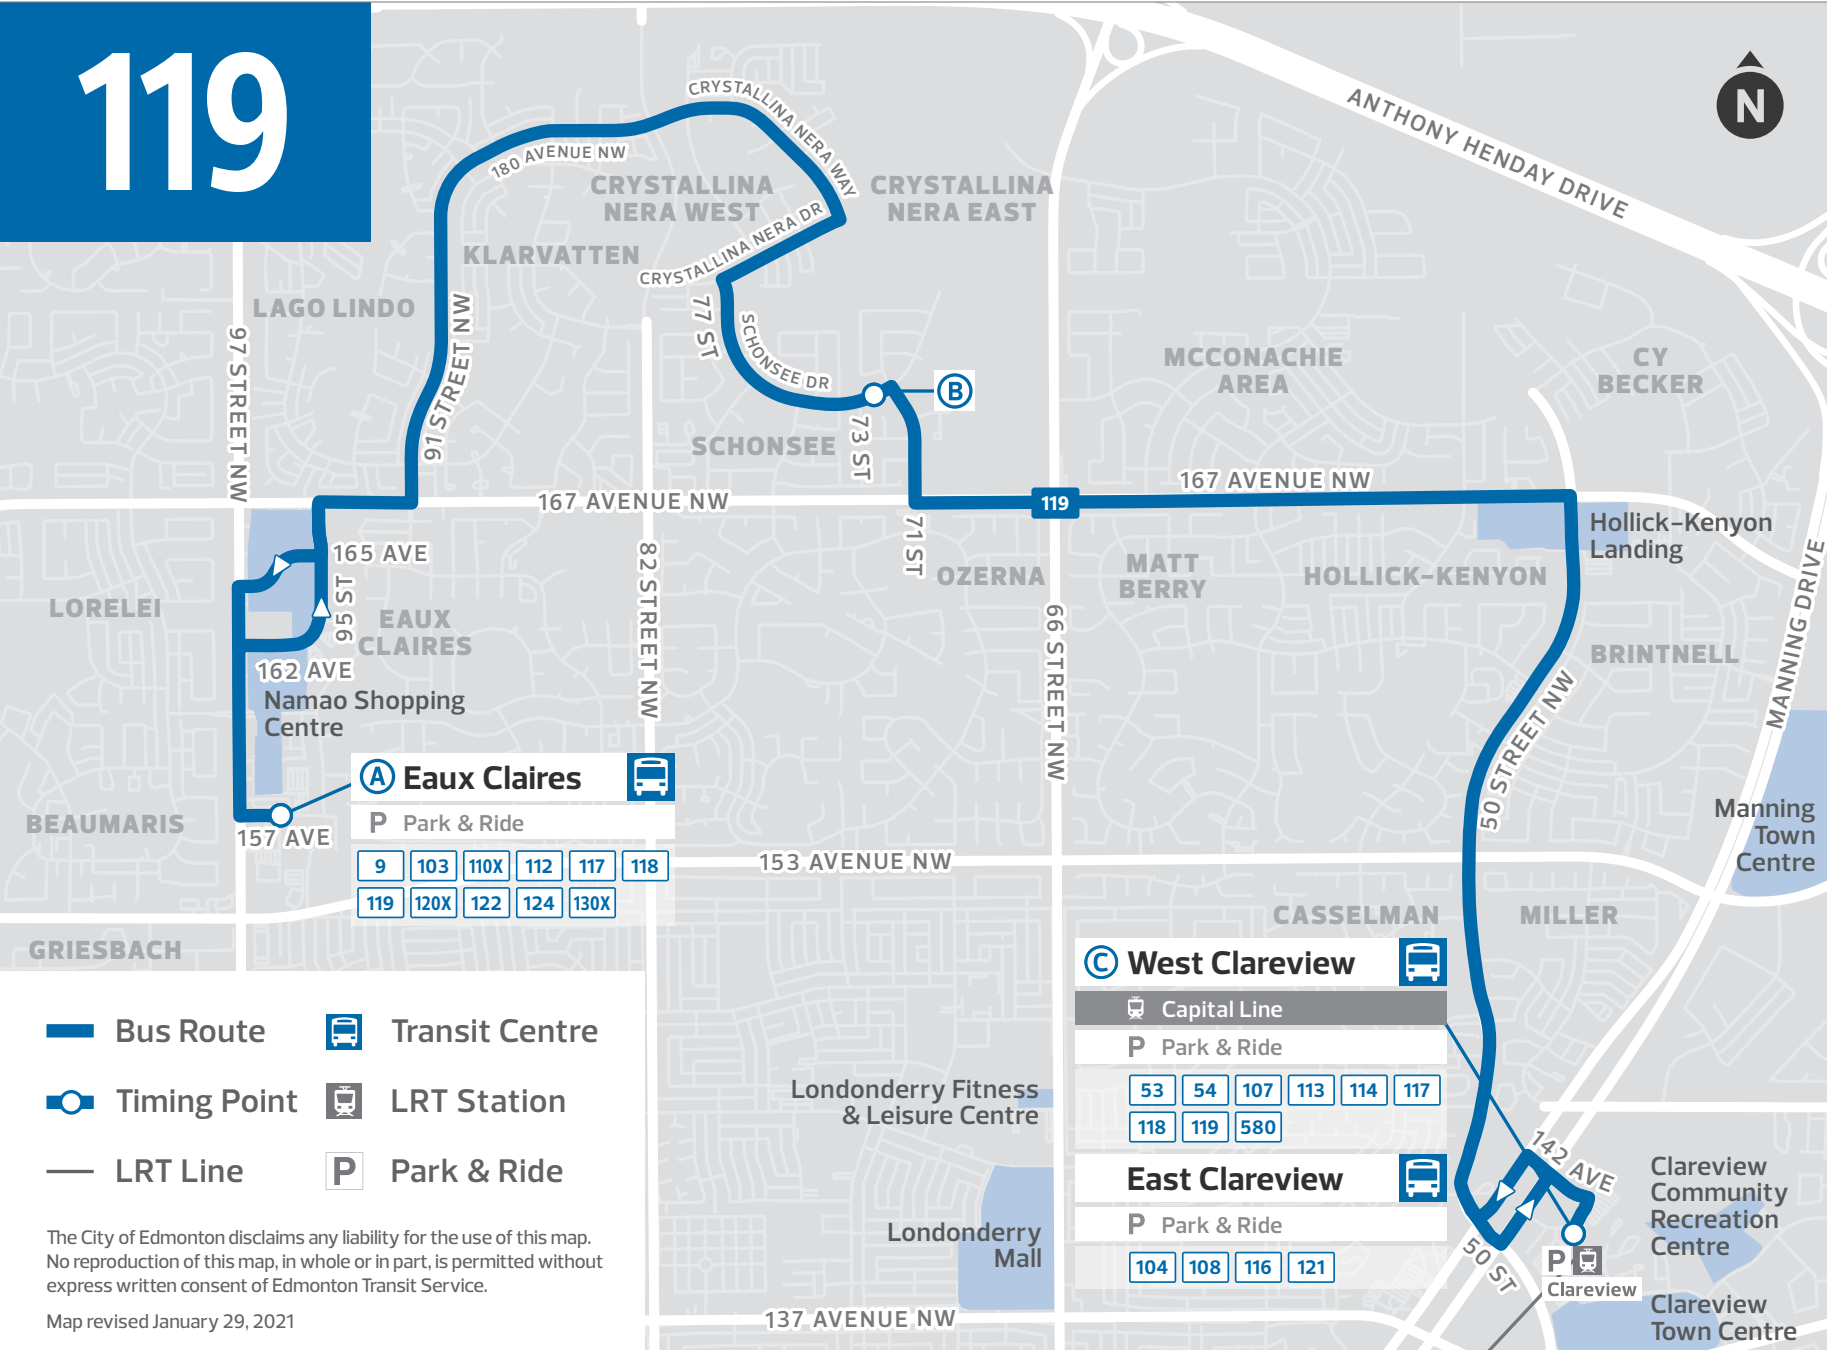 119
N
ANTHONY HENDAY DRIVE
CRYSTALLINA NERA WAY
180 AVENUE NW
CRYSTALLINA
NERA WEST
CRYSTALLINA
NERA EAST
CRYSTALLINA NERA DR
KLARVATTEN
LAGO LINDO
91 STREET NW
97 STREET NW
77 ST
SCHONSEE DR
B
MCCONACHIE
AREA
CY
BECKER
SCHONSEE
73 ST
167 AVENUE NW
119
167 AVENUE NW
71 ST
Hollick-Kenyon
Landing
165 AVE
95 ST
82 STREET NW
OZERNA
MATT
BERRY
HOLLICK-KENYON
LORELEI
EAUX
CLAIRES
66 STREET NW
BRINTNELL
MANNING DRIVE
162 AVE
Namao Shopping
Centre
50 STREET NW
A Eaux Claires
P Park & Ride
9 103 110X 112 117 118
119 120X 122 124 130X
BEAUMARIS
157 AVE
153 AVENUE NW
Manning
Town
Centre
CASSELMAN
MILLER
GRIESBACH
C West Clareview
Capital Line
P Park & Ride
53 54 107 113 114 117
118 119 580
East Clareview
P Park & Ride
104 108 116 121
Londonderry Fitness
& Leisure Centre
Londonderry
Mall
142 AVE
50 ST
P
Clareview
Clareview
Community
Recreation
Centre
Clareview
Town Centre
137 AVENUE NW
Bus Route
Transit Centre
Timing Point
LRT Station
LRT Line
P Park & Ride
The City of Edmonton disclaims any liability for the use of this map.
No reproduction of this map, in whole or in part, is permitted without
express written consent of Edmonton Transit Service.
Map revised January 29, 2021